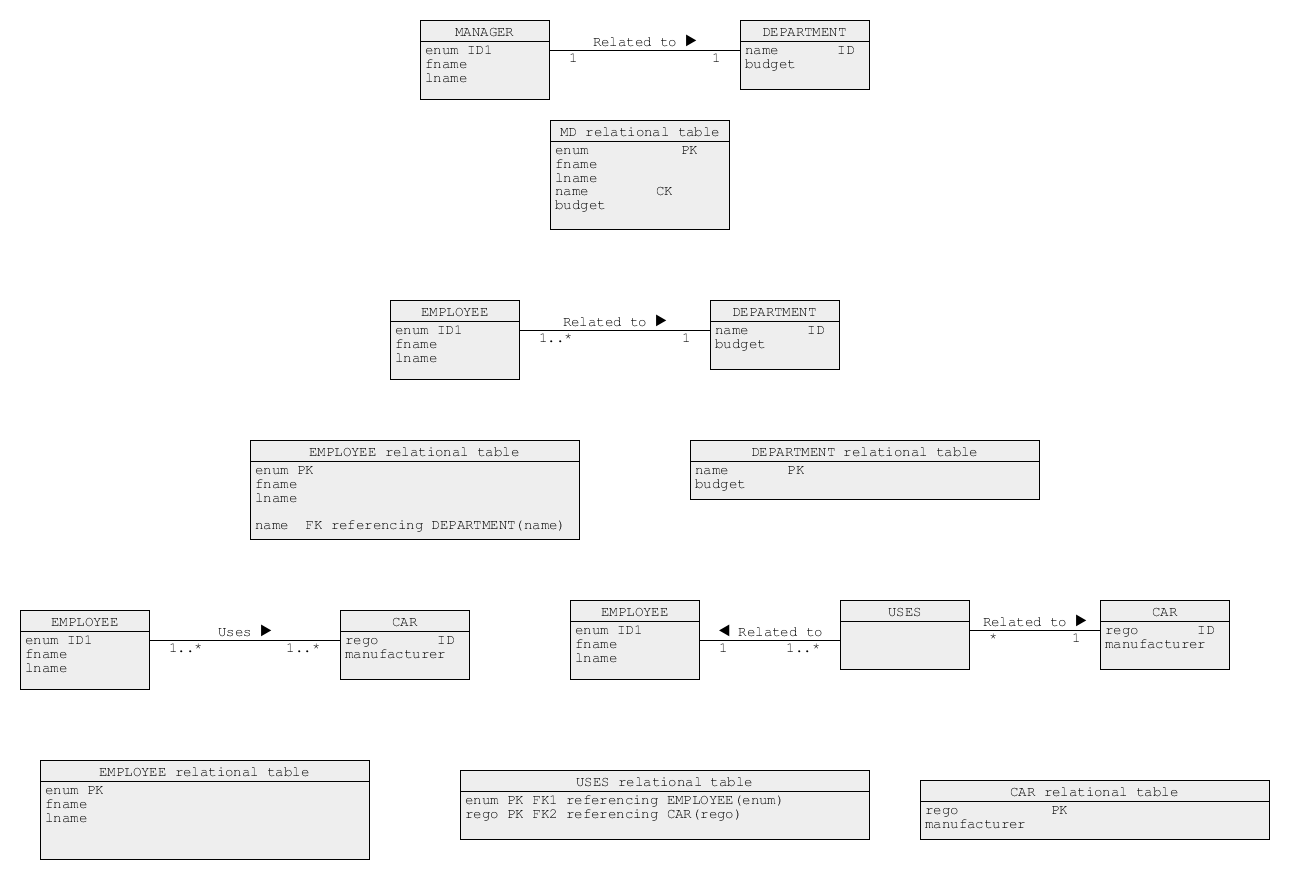 MANAGER
enum ID1
fname
lname
Related to ▶
1 1
DEPARTMENT
name ID
budget
MD relational table
enum PK
fname
lname
name CK
budget
EMPLOYEE
enum ID1
fname
lname
Related to ▶
1..* 1
DEPARTMENT
name ID
budget
EMPLOYEE relational table
enum PK
fname
lname
name FK referencing DEPARTMENT(name)
DEPARTMENT relational table
name PK
budget
EMPLOYEE
enum ID1
fname
lname
Uses ▶
1..* 1..*
CAR
rego ID
manufacturer
EMPLOYEE
enum ID1
fname
lname
◀ Related to
1 1..*
USES
Related to ▶
* 1
CAR
rego ID
manufacturer
EMPLOYEE relational table
enum PK
fname
lname
USES relational table
enum PK FK1 referencing EMPLOYEE(enum)
rego PK FK2 referencing CAR(rego)
CAR relational table
rego PK
manufacturer